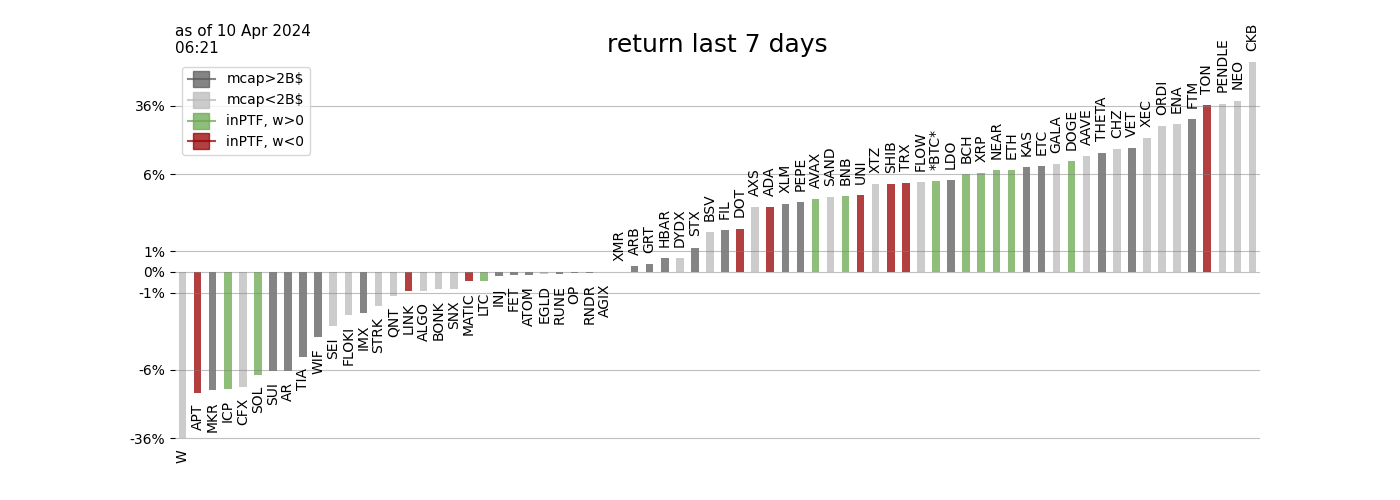 as of 10 Apr 2024
06:21
return last 7 days
mcap>2B$
mcap<2B$
inPTF, w>0
inPTF, w<0
36%
6%
1%
0%
-1%
-6%
-36%
W
APT
MKR
ICP
CFX
SOL
SUI
AR
TIA
WIF
SEI
FLOKI
IMX
STRK
QNT
LINK
ALGO
BONK
SNX
MATIC
LTC
INJ
FET
ATOM
EGLD
RUNE
OP
RNDR
AGIX
XMR
ARB
GRT
HBAR
DYDX
STX
BSV
FIL
DOT
AXS
ADA
XLM
PEPE
AVAX
SAND
BNB
UNI
XTZ
SHIB
TRX
FLOW
*BTC*
LDO
BCH
XRP
NEAR
ETH
KAS
ETC
GALA
DOGE
AAVE
THETA
CHZ
VET
XEC
ORDI
ENA
FTM
TON
PENDLE
NEO
CKB